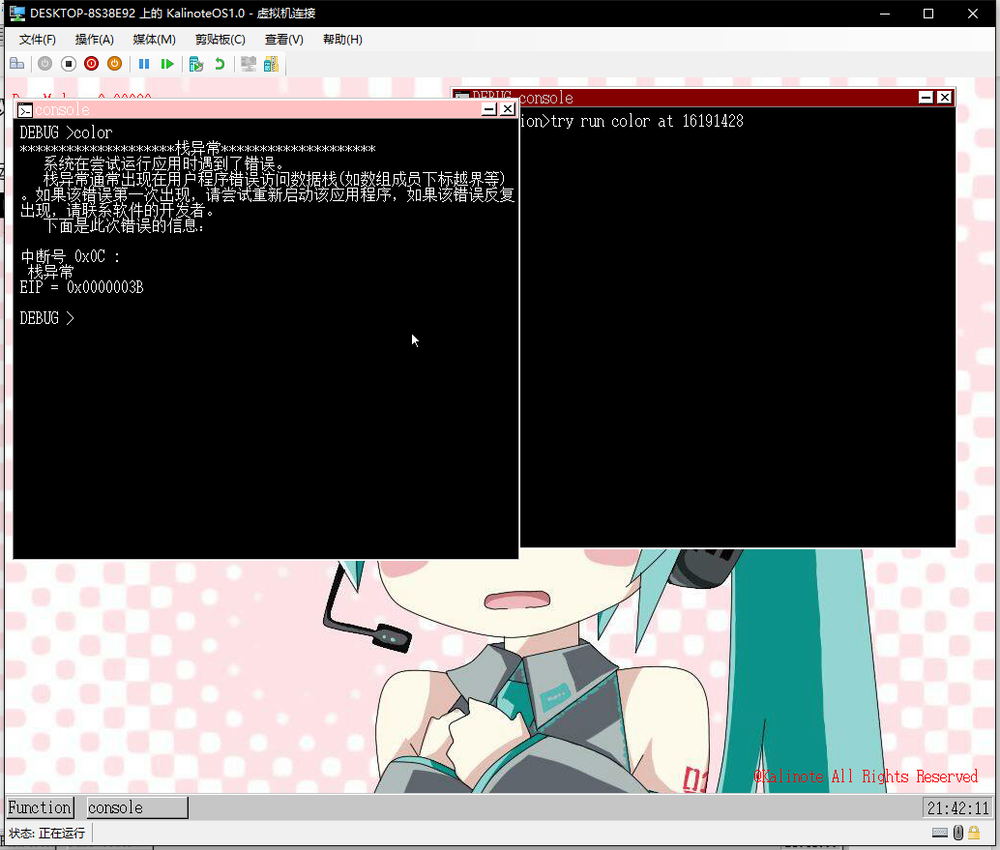 DESKTOP-8S38E92 上的 KalinoteOS1.0 - 虚拟机连接
文件(F) 操作(A) 媒体(M) 剪贴板(C) 查看(V) 帮助(H)
DEBUG console
ion>try run color at 16191428
console
DEBUG >color
********************栈异常********************
系统在尝试运行应用时遇到了错误。
栈异常通常出现在用户程序错误访问数据栈(如数组成员下标越界等)
。如果该错误第一次出现，请尝试重新启动该应用程序，如果该错误反复
出现，请联系软件的开发者。
下面是此次错误的信息：
中断号 0x0C :
栈异常
EIP = 0x0000003B
DEBUG >
01
@Kalinote All Rights Reserved
Function console 21:42:11
状态: 正在运行